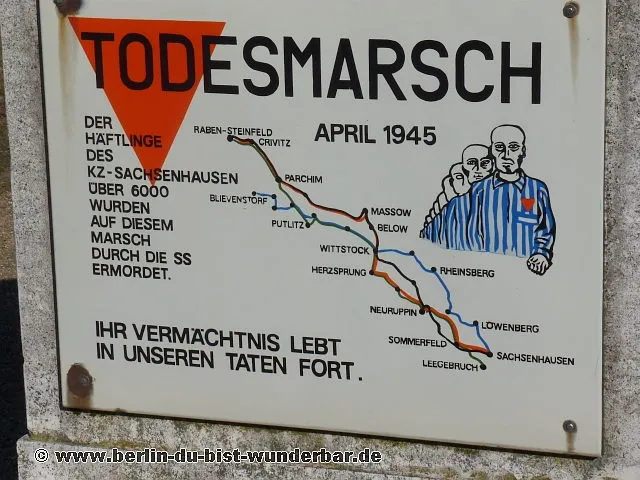 TODESMARSCH
APRIL 1945
DER
HÄFTLINGE
DES
KZ-SACHSENHAUSEN
ÜBER 6000
WURDEN
AUF DIESEM
MARSCH
DURCH DIE SS
ERMORDET.
RABEN-STEINFELD
CRIVITZ
PARCHIM
BLIEVENSTORF
PUTLITZ
MASSOW
BELOW
WITTSTOCK
HERZSPRUNG
RHEINSBERG
NEURUPPIN
LÖWENBERG
SOMMERFELD
SACHSENHAUSEN
LEEGEBRUCH
IHR VERMÄCHTNIS LEBT
IN UNSEREN TATEN FORT.
© www.berlin-du-bist-wunderbar.de